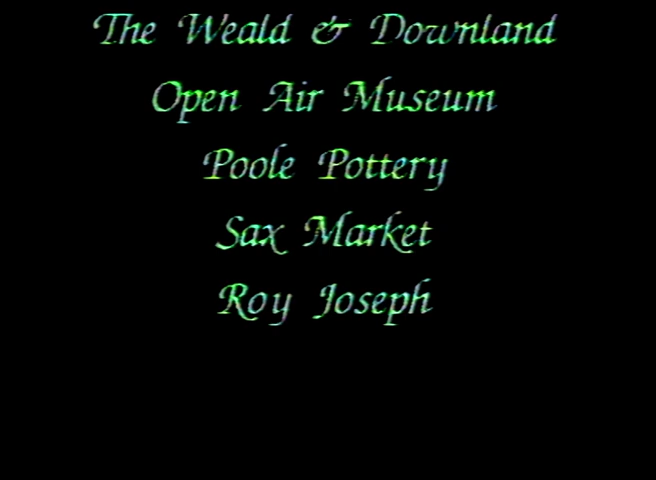 The Weald & Downland
Open Air Museum
Poole Pottery
Sax Market
Roy Joseph